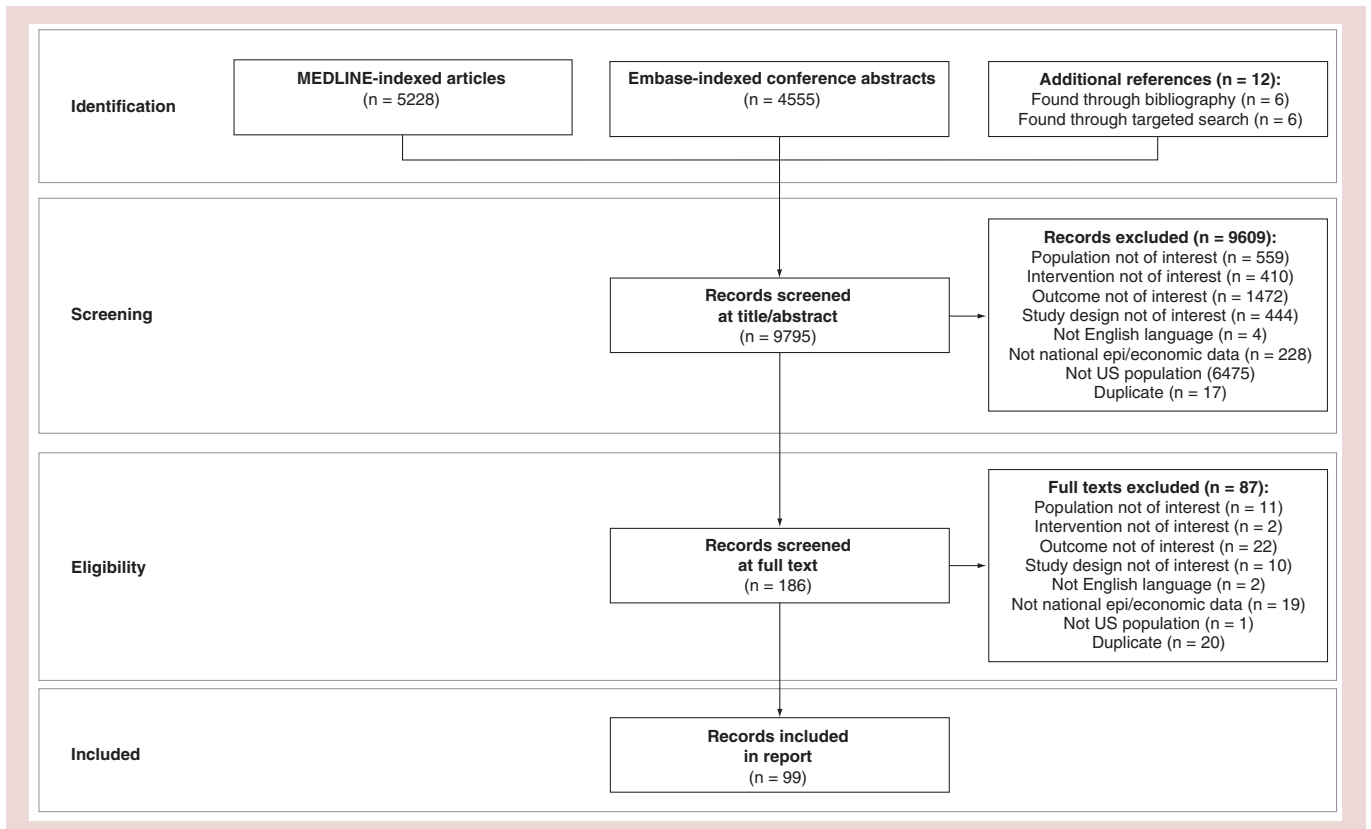 Identification
MEDLINE-indexed articles
(n = 5228)
Embase-indexed conference abstracts
(n = 4555)
Additional references (n = 12):
Found through bibliography (n = 6)
Found through targeted search (n = 6)
Screening
Records screened
at title/abstract
(n = 9795)
Records excluded (n = 9609):
Population not of interest (n = 559)
Intervention not of interest (n = 410)
Outcome not of interest (n = 1472)
Study design not of interest (n = 444)
Not English language (n = 4)
Not national epi/economic data (n = 228)
Not US population (6475)
Duplicate (n = 17)
Eligibility
Records screened
at full text
(n = 186)
Full texts excluded (n = 87):
Population not of interest (n = 11)
Intervention not of interest (n = 2)
Outcome not of interest (n = 22)
Study design not of interest (n = 10)
Not English language (n = 2)
Not national epi/economic data (n = 19)
Not US population (n = 1)
Duplicate (n = 20)
Included
Records included
in report
(n = 99)